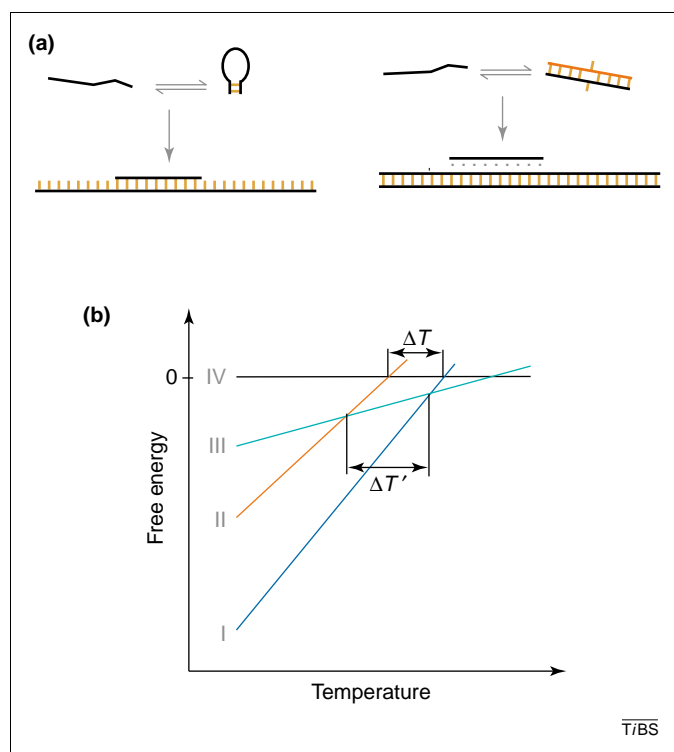 (a)
(b)
ΔT
0
IV
III
ΔT′
II
I
Free energy
Temperature
TiBS